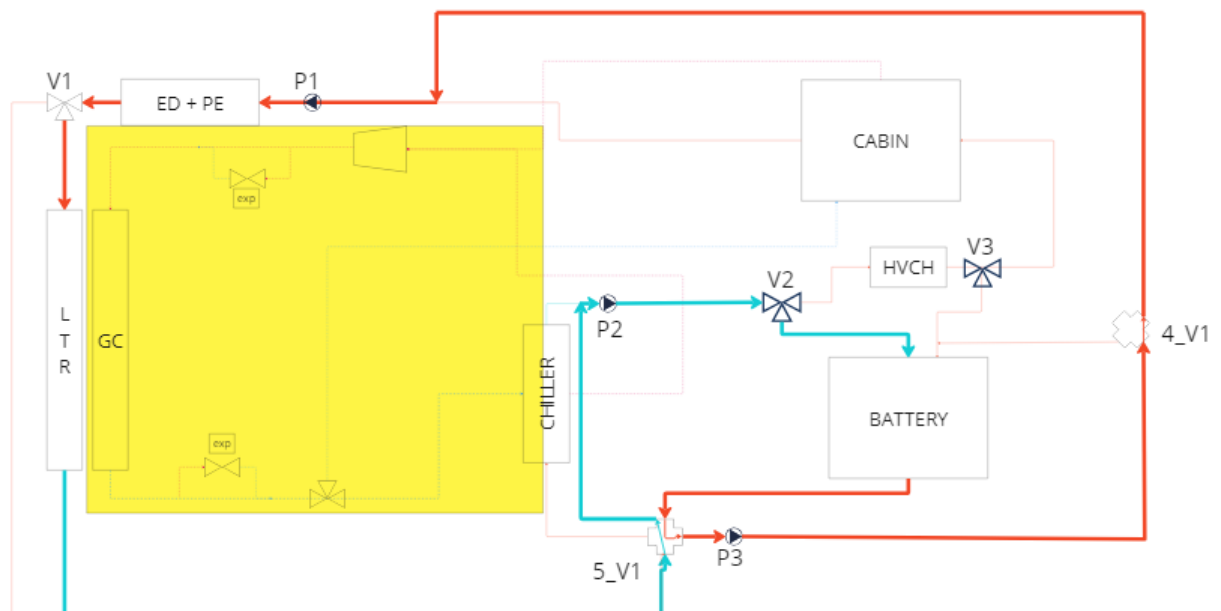 V1
ED + PE
P1
exp
CABIN
V2
HVCH
V3
L
T
R
GC
P2
4_V1
CHILLER
BATTERY
exp
5_V1
P3